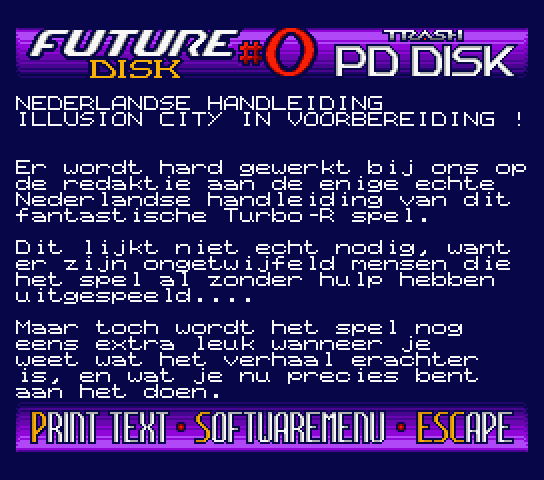 FUTURE DISK #0 TRASH PD DISK
NEDERLANDSE HANDLEIDING
ILLUSION CITY IN VOORBEREIDING !
Er wordt hard gewerkt bij ons op
de redaktie aan de enige echte
Nederlandse handleiding van dit
fantastische Turbo-R spel.
Dit lijkt niet echt nodig, want
er zijn ongetwijfeld mensen die
het spel al zonder hulp hebben
uitgespeeld....
Maar toch wordt het spel nog
eens extra leuk wanneer je
weet wat het verhaal erachter
is, en wat je nu precies bent
aan het doen.
PRINT TEXT · SOFTWAREMENU · ESCAPE